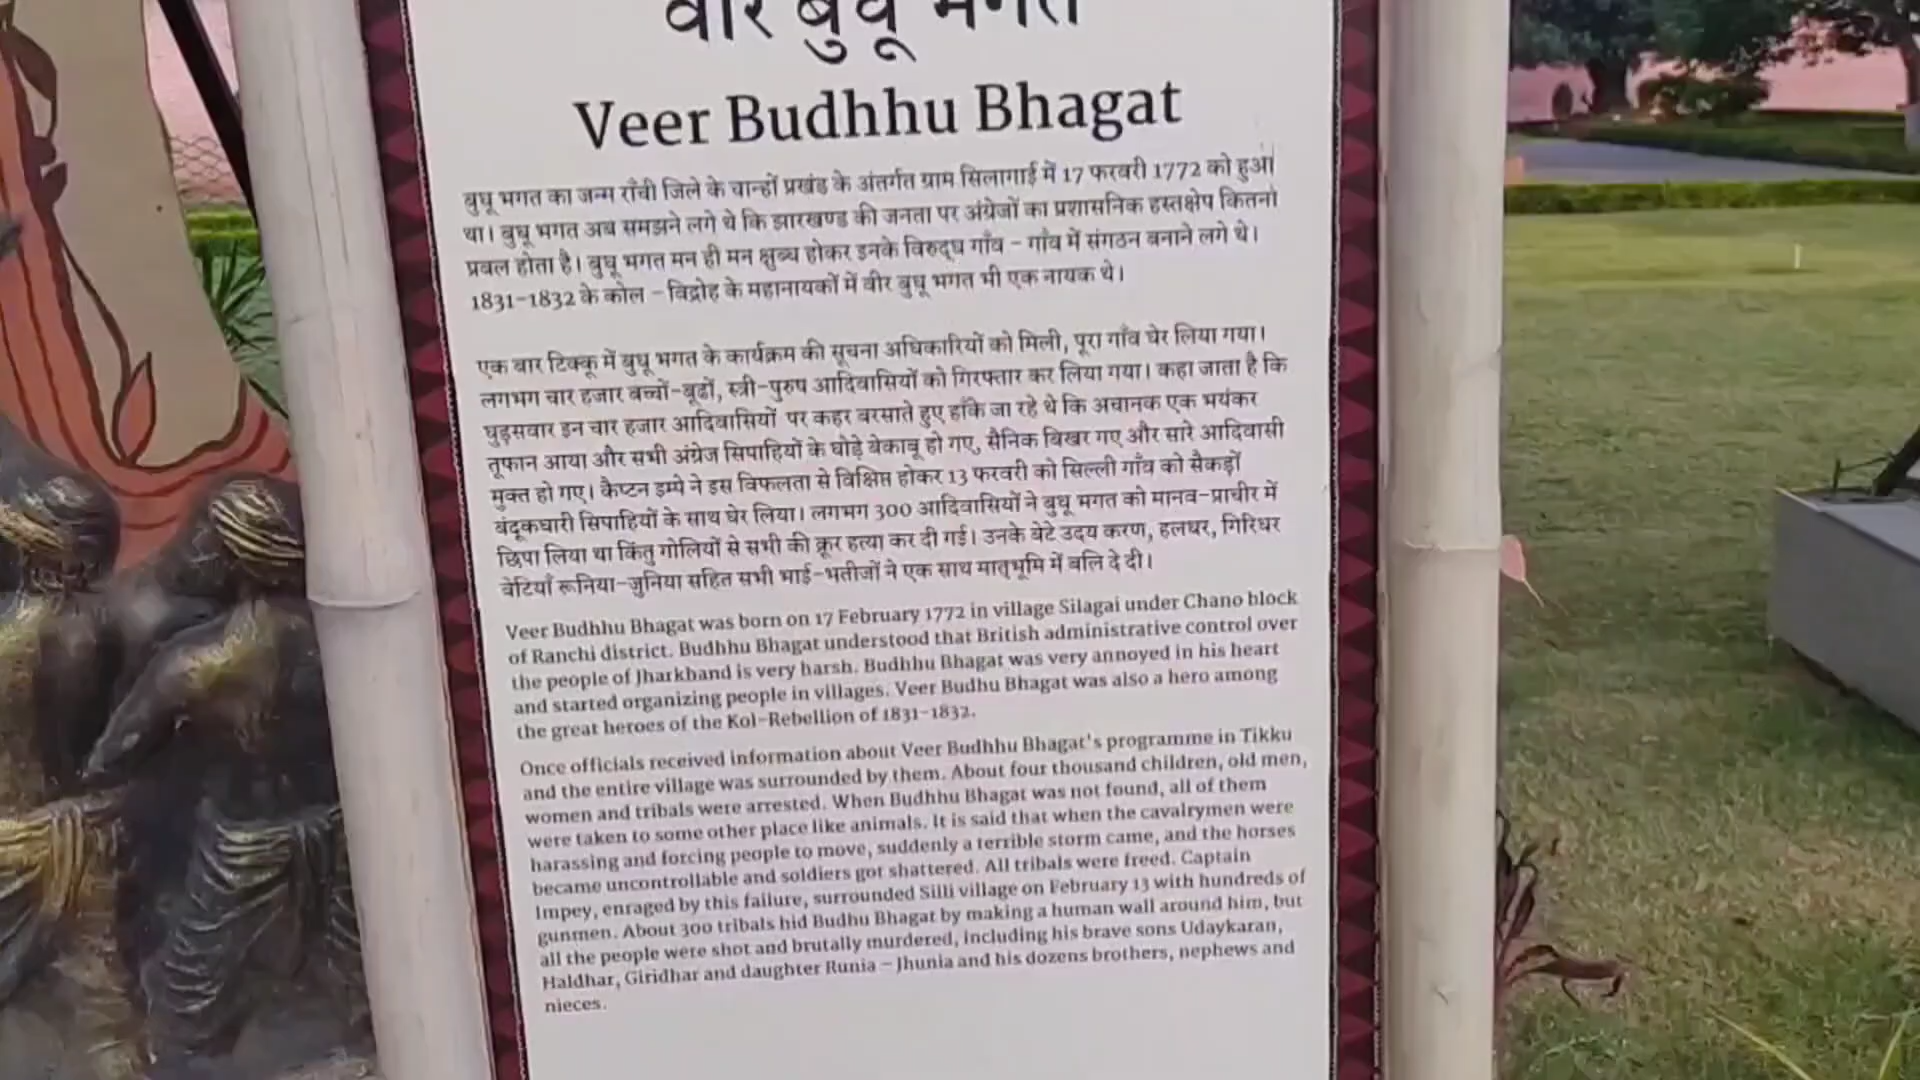 वीर बुधू भगत
Veer Budhhu Bhagat
बुधू भगत का जन्म राँची जिले के चान्हों प्रखंड के अंतर्गत ग्राम सिलागाई में 17 फरवरी 1772 को हुआ
था। बुधू भगत अब समझने लगे थे कि झारखण्ड की जनता पर अंग्रेजों का प्रशासनिक हस्तक्षेप कितना
प्रबल होता है। बुधू भगत मन ही मन क्षुब्ध होकर इनके विरुद्ध गाँव - गाँव में संगठन बनाने लगे थे।
1831-1832 के कोल - विद्रोह के महानायकों में वीर बुधू भगत भी एक नायक थे।
एक बार टिक्कू में बुधू भगत के कार्यक्रम की सूचना अधिकारियों को मिली, पूरा गाँव घेर लिया गया।
लगभग चार हजार बच्चों-बूढों, स्त्री-पुरुष आदिवासियों को गिरफ्तार कर लिया गया। कहा जाता है कि
घुड़सवार इन चार हजार आदिवासियों पर कहर बरसाते हुए हाँके जा रहे थे कि अचानक एक भयंकर
तूफान आया और सभी अंग्रेज सिपाहियों के घोड़े बेकाबू हो गए, सैनिक बिखर गए और सारे आदिवासी
मुक्त हो गए। कैप्टन इम्पे ने इस विफलता से विक्षिप्त होकर 13 फरवरी को सिल्ली गाँव को सैकड़ों
बंदूकधारी सिपाहियों के साथ घेर लिया। लगभग 300 आदिवासियों ने बुधू भगत को मानव-प्राचीर में
छिपा लिया था किंतु गोलियों से सभी की क्रूर हत्या कर दी गई। उनके बेटे उदय करण, हलधर, गिरिधर
बेटियाँ रूनिया-जुनिया सहित सभी भाई-भतीजों ने एक साथ मातृभूमि में बलि दे दी।
Veer Budhhu Bhagat was born on 17 February 1772 in village Silagai under Chano block
of Ranchi district. Budhhu Bhagat understood that British administrative control over
the people of Jharkhand is very harsh. Budhhu Bhagat was very annoyed in his heart
and started organizing people in villages. Veer Budhu Bhagat was also a hero among
the great heroes of the Kol-Rebellion of 1831-1832.
Once officials received information about Veer Budhhu Bhagat's programme in Tikku
and the entire village was surrounded by them. About four thousand children, old men,
women and tribals were arrested. When Budhhu Bhagat was not found, all of them
were taken to some other place like animals. It is said that when the cavalrymen were
harassing and forcing people to move, suddenly a terrible storm came, and the horses
became uncontrollable and soldiers got shattered. All tribals were freed. Captain
Impey, enraged by this failure, surrounded Silli village on February 13 with hundreds of
gunmen. About 300 tribals hid Budhu Bhagat by making a human wall around him, but
all the people were shot and brutally murdered, including his brave sons Udaykaran,
Haldhar, Giridhar and daughter Runia - Jhunia and his dozens brothers, nephews and
nieces.